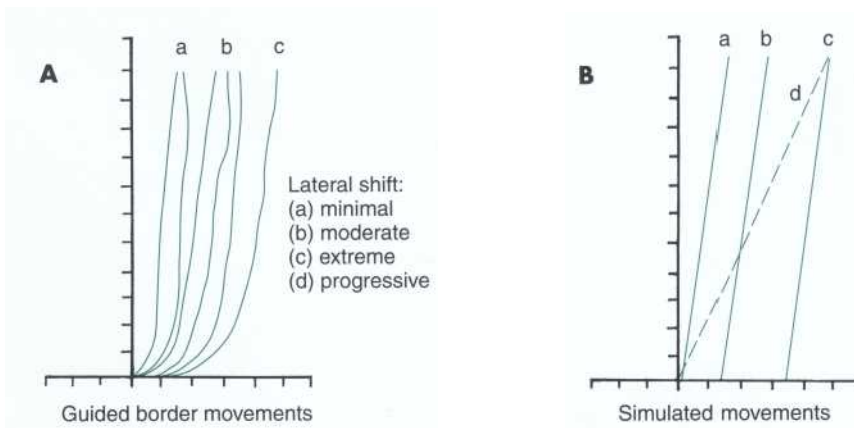 A
a b c
Lateral shift:
(a) minimal
(b) moderate
(c) extreme
(d) progressive
Guided border movements
B
a b c
d
Simulated movements